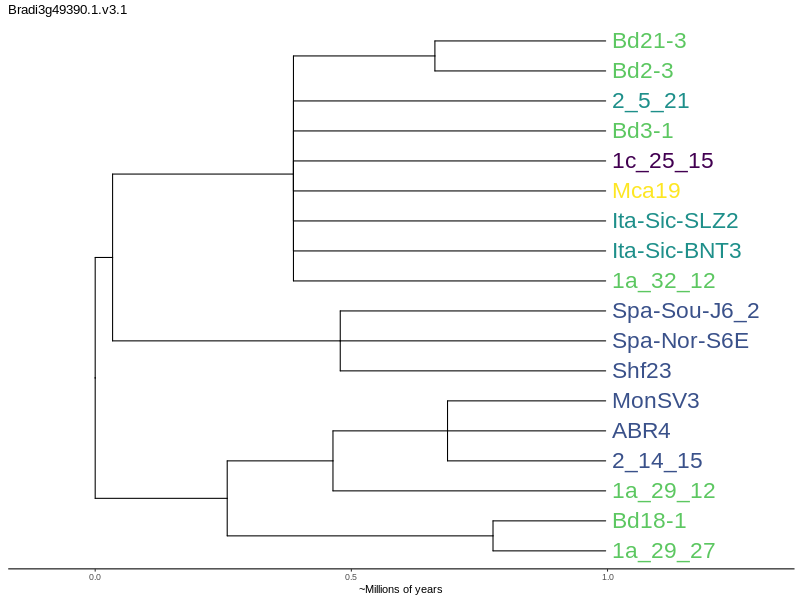 Bradi3g49390.1.v3.1
Bd21-3
Bd2-3
2_5_21
Bd3-1
1c_25_15
Mca19
Ita-Sic-SLZ2
Ita-Sic-BNT3
1a_32_12
Spa-Sou-J6_2
Spa-Nor-S6E
Shf23
MonSV3
ABR4
2_14_15
1a_29_12
Bd18-1
1a_29_27
0.0 0.5 1.0
~Millions of years